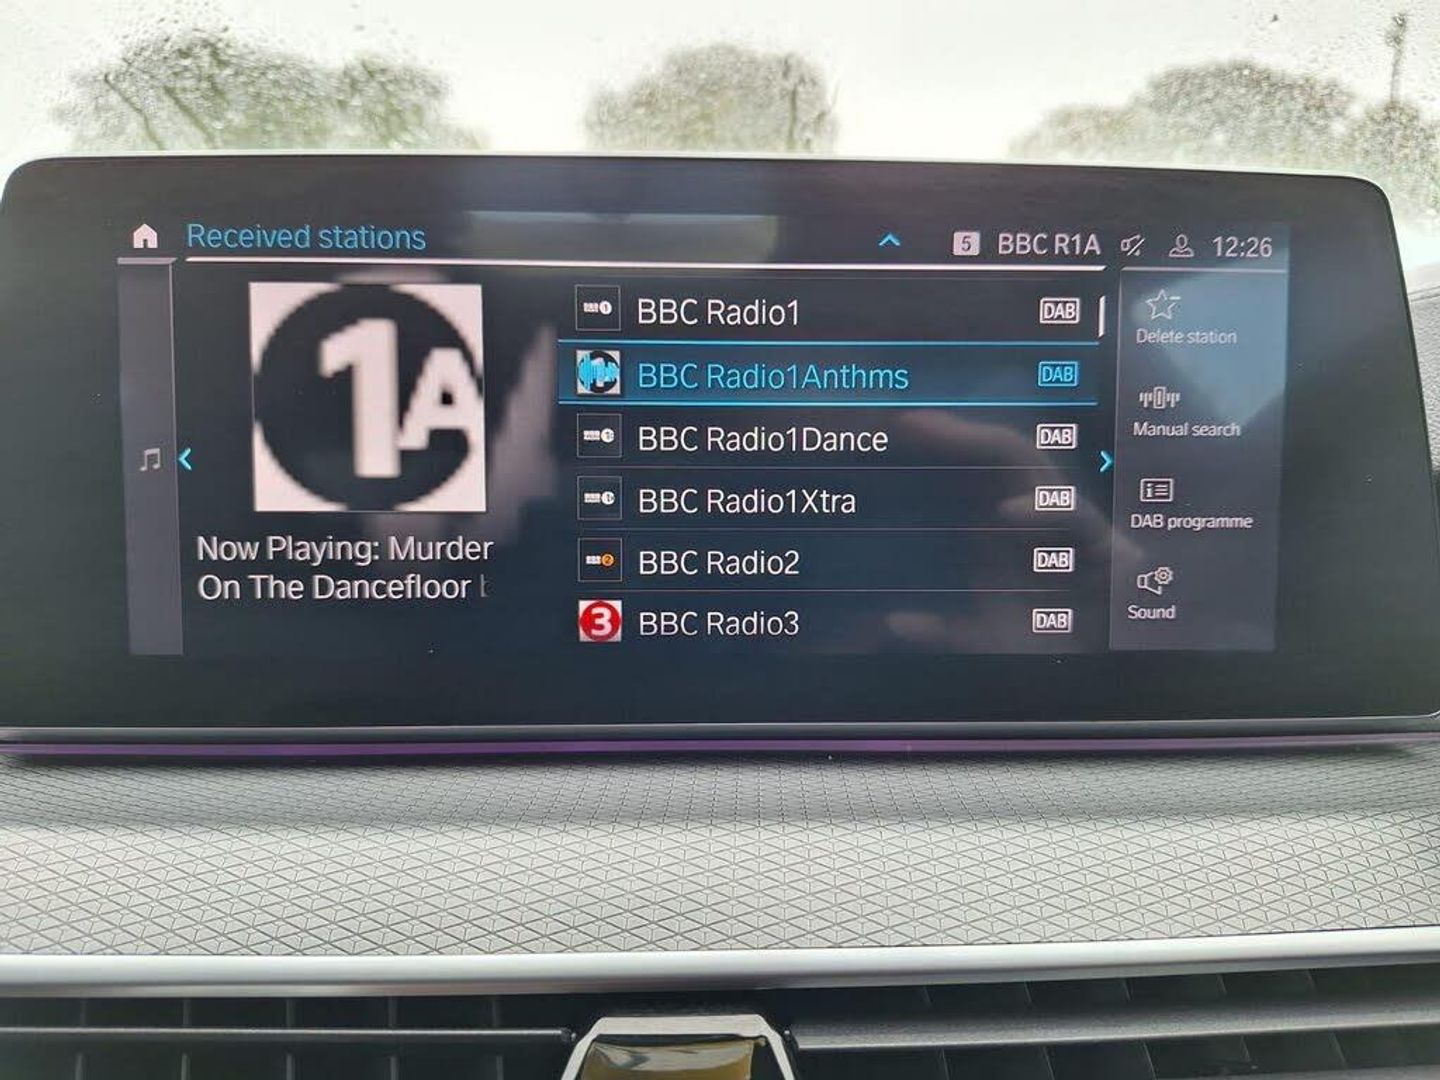 Received stations
5 BBC R1A 12:26
1A
Now Playing: Murder
On The Dancefloor
BBC Radio1 DAB
BBC Radio1Anthms DAB
BBC Radio1Dance DAB
BBC Radio1Xtra DAB
BBC Radio2 DAB
3 BBC Radio3 DAB
Delete station
Manual search
DAB programme
Sound